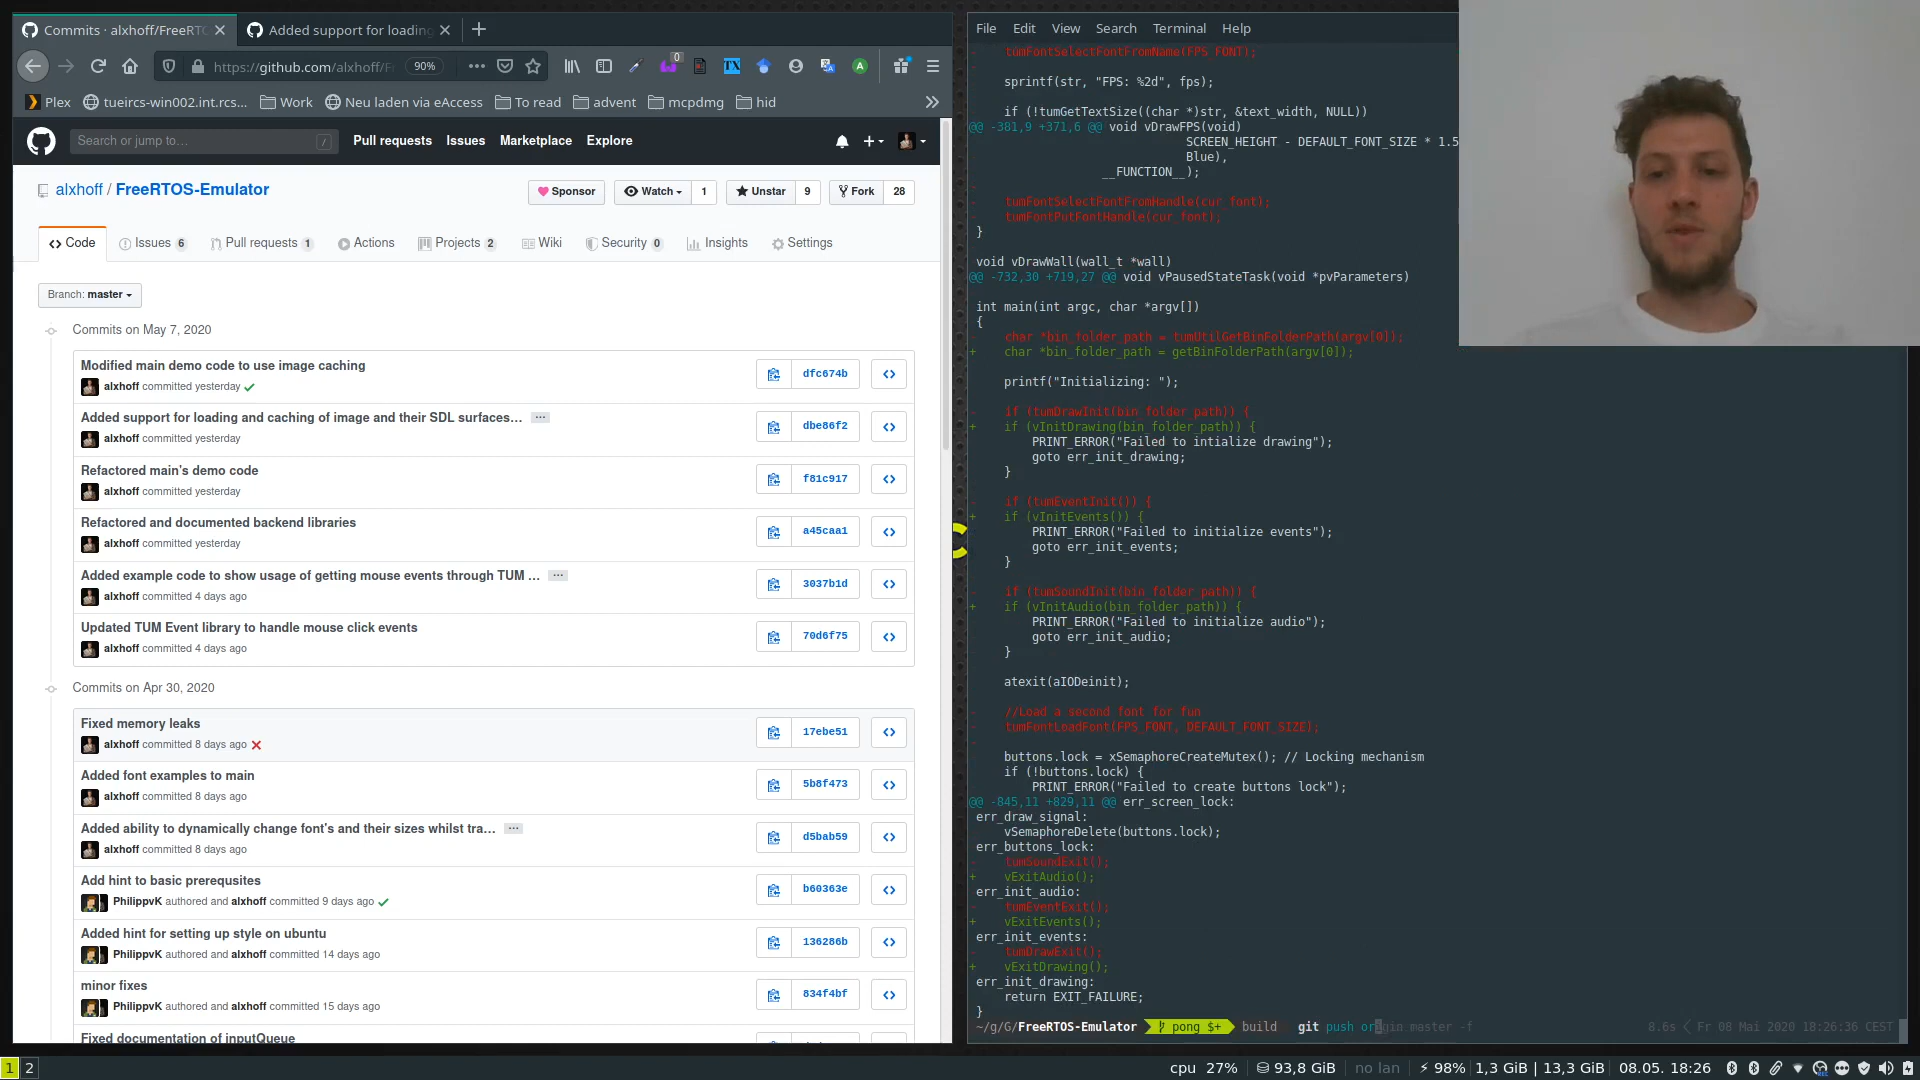 Commits · alxhoff/FreeRTO
Added support for loading
https://github.com/alxhoff/F
90%
0
Plex
tueircs-win002.int.rcs...
Work
Neu laden via eAccess
To read
advent
mcpdmg
hid
Search or jump to...
/
Pull requests
Issues
Marketplace
Explore
alxhoff / FreeRTOS-Emulator
Sponsor
Watch
1
Unstar
9
Fork
28
Code
Issues 6
Pull requests 1
Actions
Projects 2
Wiki
Security 0
Insights
Settings
Branch: master
Commits on May 7, 2020
Modified main demo code to use image caching
alxhoff committed yesterday
dfc674b
Added support for loading and caching of image and their SDL surfaces…
alxhoff committed yesterday
dbe86f2
Refactored main's demo code
alxhoff committed yesterday
f81c917
Refactored and documented backend libraries
alxhoff committed yesterday
a45caa1
Added example code to show usage of getting mouse events through TUM …
alxhoff committed 4 days ago
3037b1d
Updated TUM Event library to handle mouse click events
alxhoff committed 4 days ago
70d6f75
Commits on Apr 30, 2020
Fixed memory leaks
alxhoff committed 8 days ago
17ebe51
Added font examples to main
alxhoff committed 8 days ago
5b8f473
Added ability to dynamically change font's and their sizes whilst tra…
alxhoff committed 8 days ago
d5bab59
Add hint to basic prerequsites
PhilippvK authored and alxhoff committed 9 days ago
b60363e
Added hint for setting up style on ubuntu
PhilippvK authored and alxhoff committed 14 days ago
136286b
minor fixes
PhilippvK authored and alxhoff committed 15 days ago
834f4bf
Fixed documentation of inputQueue
File Edit View Search Terminal Help
-    tumFontSelectFontFromName(FPS_FONT);
-
sprintf(str, "FPS: %2d", fps);
if (!tumGetTextSize((char *)str, &text_width, NULL))
@@ -381,9 +371,6 @@ void vDrawFPS(void)
SCREEN_HEIGHT - DEFAULT_FONT_SIZE * 1.5
Blue),
__FUNCTION__);
-
-    tumFontSelectFontFromHandle(cur_font);
-    tumFontPutFontHandle(cur_font);
}
void vDrawWall(wall_t *wall)
@@ -732,30 +719,27 @@ void vPausedStateTask(void *pvParameters)
int main(int argc, char *argv[])
{
-    char *bin_folder_path = tumUtilGetBinFolderPath(argv[0]);
+    char *bin_folder_path = getBinFolderPath(argv[0]);
printf("Initializing: ");
-    if (tumDrawInit(bin_folder_path)) {
+    if (vInitDrawing(bin_folder_path)) {
PRINT_ERROR("Failed to intialize drawing");
goto err_init_drawing;
}
-    if (tumEventInit()) {
+    if (vInitEvents()) {
PRINT_ERROR("Failed to initialize events");
goto err_init_events;
}
-    if (tumSoundInit(bin_folder_path)) {
+    if (vInitAudio(bin_folder_path)) {
PRINT_ERROR("Failed to initialize audio");
goto err_init_audio;
}
atexit(aIODeinit);
-    //Load a second font for fun
-    tumFontLoadFont(FPS_FONT, DEFAULT_FONT_SIZE);
-
buttons.lock = xSemaphoreCreateMutex(); // Locking mechanism
if (!buttons.lock) {
PRINT_ERROR("Failed to create buttons lock");
@@ -845,11 +829,11 @@ err_screen_lock:
err_draw_signal:
vSemaphoreDelete(buttons.lock);
err_buttons_lock:
-    tumSoundExit();
+    vExitAudio();
err_init_audio:
-    tumEventExit();
+    vExitEvents();
err_init_events:
-    tumDrawExit();
+    vExitDrawing();
err_init_drawing:
return EXIT_FAILURE;
}
~/g/G/FreeRTOS-Emulator pong $+ build git push origin master -f 8.6s Fr 08 Mai 2020 18:26:36 CEST
1 2
cpu 27% 93,8 GiB no lan 98% 1,3 GiB | 13,3 GiB 08.05. 18:26